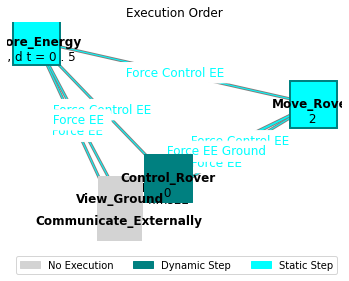 Execution Order
ore_Energy
, d t = 0 . 5
Force Control EE
Move_Rove
2
Force Control EE
Force EE
Force EE
Force Control EE
Force EE Ground
Force EE
Control_Rover
0
View_Ground
Communicate_Externally
No Execution
Dynamic Step
Static Step